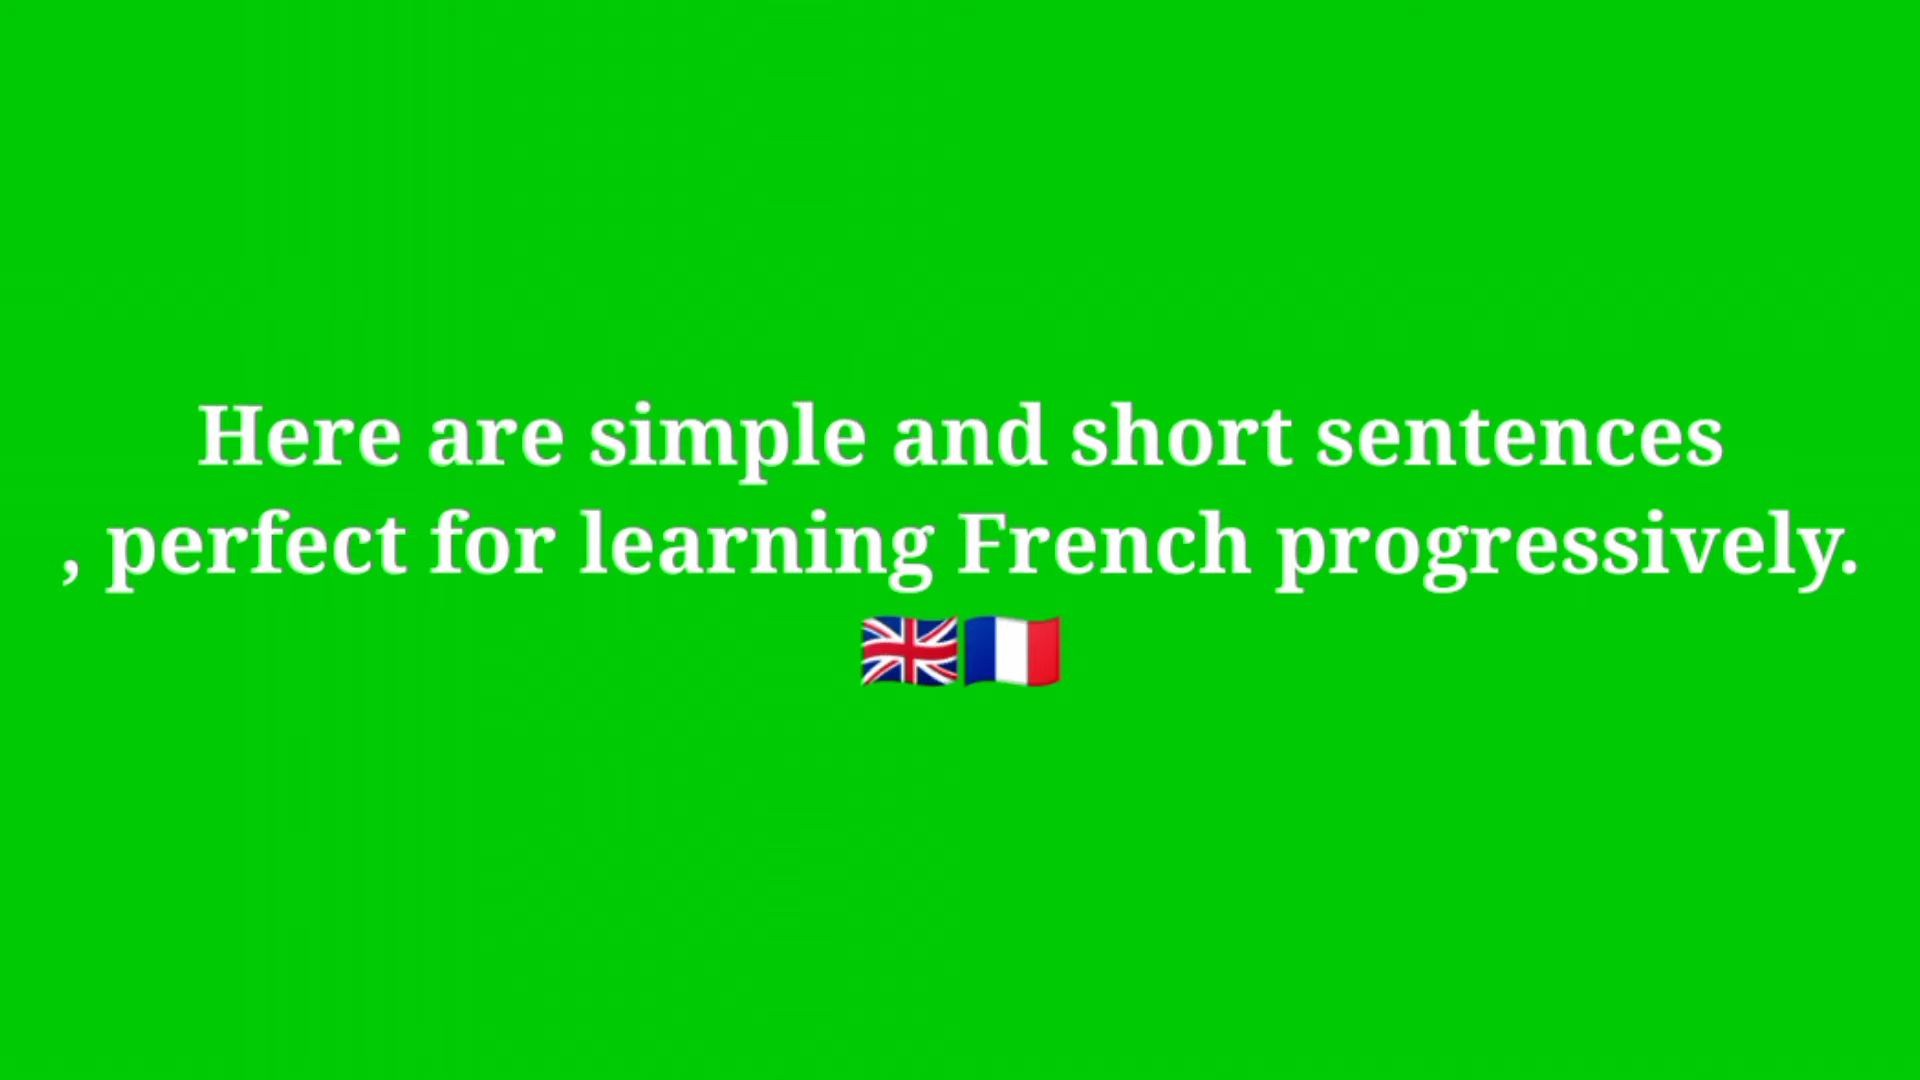 Here are simple and short sentences
, perfect for learning French progressively.
🇬🇧🇫🇷